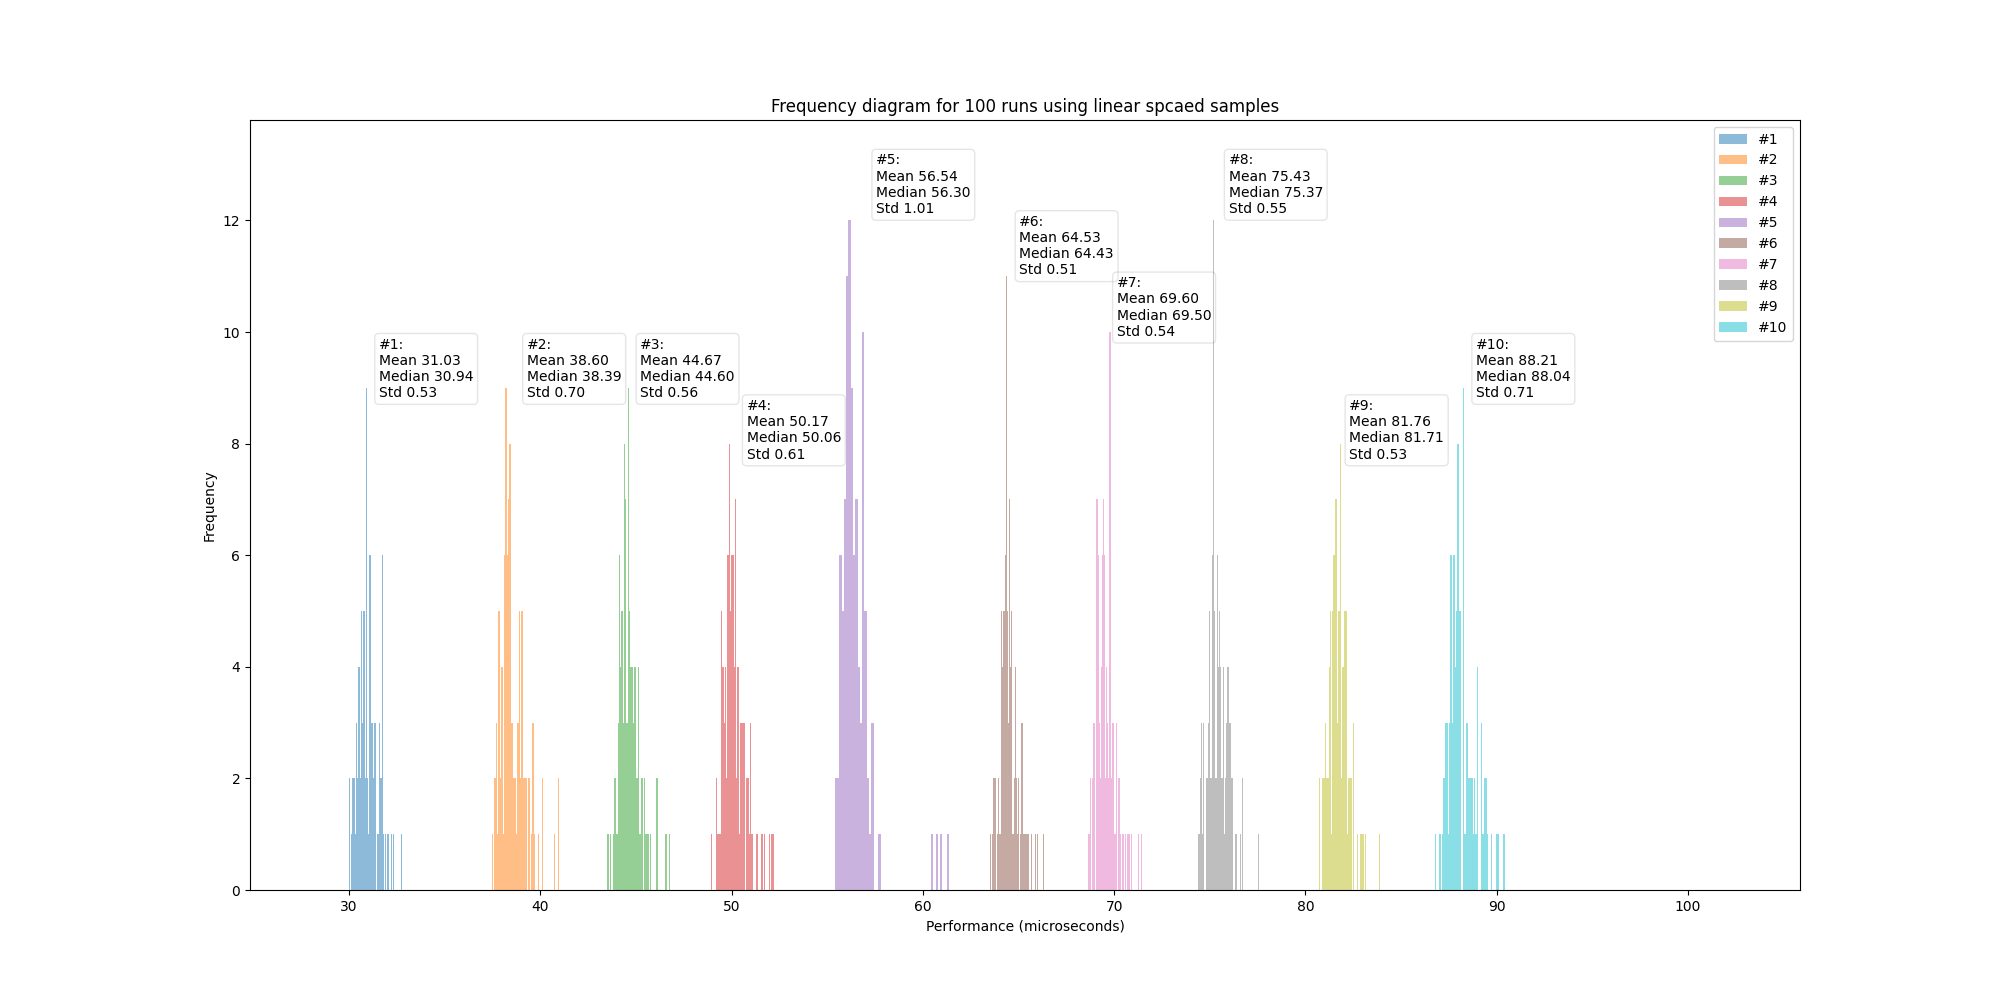 Frequency diagram for 100 runs using linear spcaed samples
#1
#2
#3
#4
#5
#6
#7
#8
#9
#10
#5:
Mean 56.54
Median 56.30
Std 1.01
#8:
Mean 75.43
Median 75.37
Std 0.55
#6:
Mean 64.53
Median 64.43
Std 0.51
#7:
Mean 69.60
Median 69.50
Std 0.54
#1:
Mean 31.03
Median 30.94
Std 0.53
#2:
Mean 38.60
Median 38.39
Std 0.70
#3:
Mean 44.67
Median 44.60
Std 0.56
#10:
Mean 88.21
Median 88.04
Std 0.71
#4:
Mean 50.17
Median 50.06
Std 0.61
#9:
Mean 81.76
Median 81.71
Std 0.53
Frequency
12
10
8
6
4
2
0
30 40 50 60 70 80 90 100
Performance (microseconds)